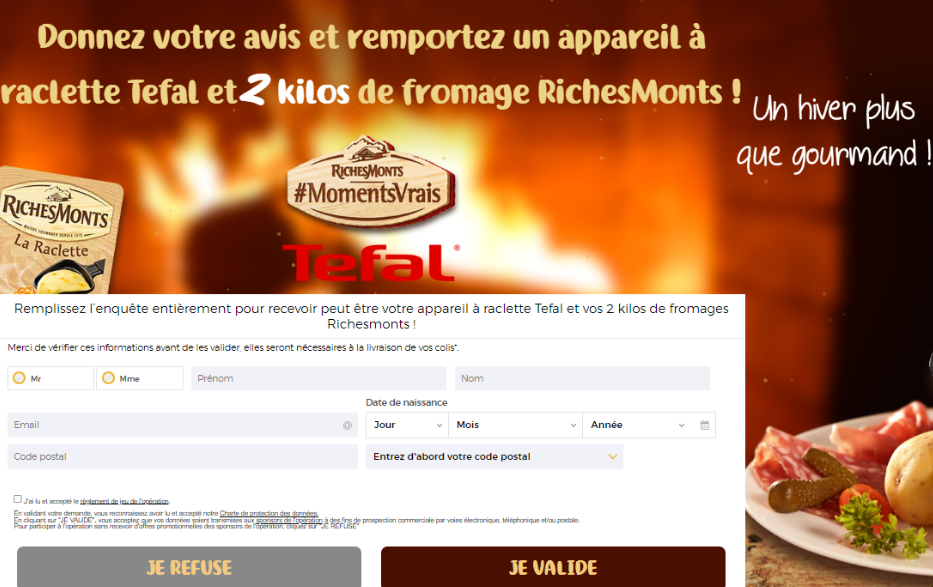 Donnez votre avis et remportez un appareil à
raclette Tefal et 2 kilos de fromage RichesMonts !
Un hiver plus
que gourmand !
RICHESMONTS
#MomentsVrais
RICHESMONTS
La Raclette
Tefal®
Remplissez l'enquête entièrement pour recevoir peut être votre appareil à raclette Tefal et vos 2 kilos de fromages
Richesmonts !
Merci de vérifier ces informations avant de les valider, elles seront nécessaires à la livraison de vos colis*.
Mr Mme Prénom Nom
Date de naissance
Email @ Jour Mois Année
Code postal Entrez d'abord votre code postal
J'ai lu et accepté le règlement de jeu de l'opération.
En validant votre demande, vous reconnaissez avoir lu et accepté notre Charte de protection des données.
En cliquant sur "JE VALIDE", vous acceptez que vos données soient transmises aux sponsors de l'opération à des fins de prospection commerciale par voies électronique, téléphonique et/ou postale.
Pour participer à l'opération sans recevoir d'offres promotionnelles des sponsors de l'opération, cliquez sur "JE REFUSE"
JE REFUSE JE VALIDE